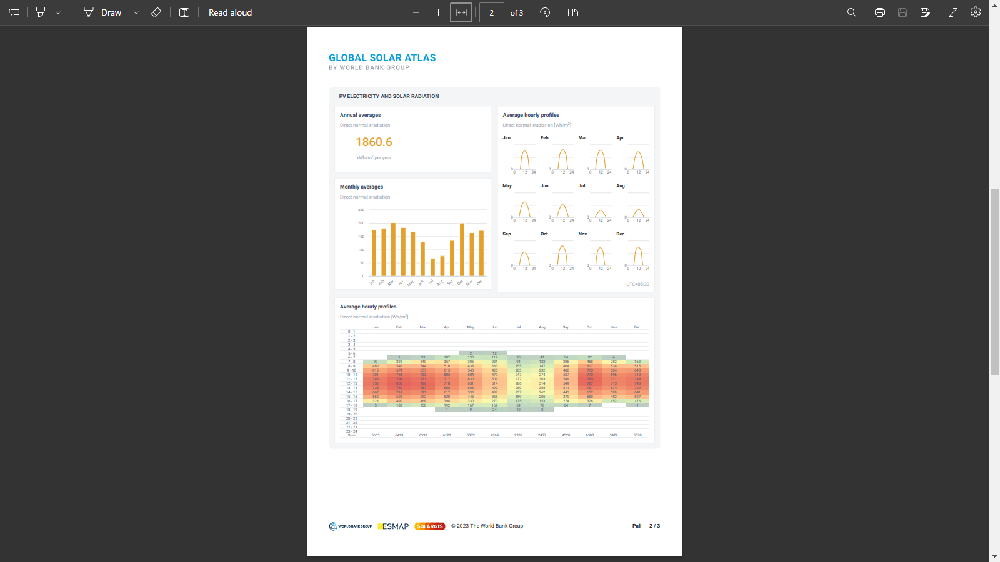 Draw
Read aloud
2 of 3
GLOBAL SOLAR ATLAS
BY WORLD BANK GROUP
PV ELECTRICITY AND SOLAR RADIATION
Annual averages
Direct normal irradiation
1860.6
kWh/m² per year
Monthly averages
Direct normal irradiation
250
200
150
100
50
0
Jan Feb Mar Apr May Jun Jul Aug Sep Oct Nov Dec
Average hourly profiles
Direct normal irradiation [Wh/m²]
Jan Feb Mar Apr
0 0 0 0
0 12 24 0 12 24 0 12 24 0 12 24
May Jun Jul Aug
0 0 0 0
0 12 24 0 12 24 0 12 24 0 12 24
Sep Oct Nov Dec
0 0 0 0
0 12 24 0 12 24 0 12 24 0 12 24
UTC+05:30
Average hourly profiles
Direct normal irradiation [Wh/m²]
Jan Feb Mar Apr May Jun Jul Aug Sep Oct Nov Dec
0 - 1
1 - 2
2 - 3
3 - 4
4 - 5
5 - 6 2 12
6 - 7 1 33 107 130 119 35 41 64 92 4
7 - 8 90 221 340 357 305 231 94 123 286 458 282 163
8 - 9 480 546 544 510 438 333 155 187 404 617 524 515
9 - 10 615 674 657 615 540 420 203 232 480 713 634 640
10 - 11 701 751 733 685 604 479 247 274 527 772 696 713
11 - 12 745 794 771 717 630 509 277 303 549 793 721 744
12 - 13 752 803 786 718 631 514 286 314 549 787 713 743
13 - 14 725 780 767 686 603 492 280 305 511 731 674 709
14 - 15 667 714 691 617 538 437 237 262 443 652 599 641
15 - 16 562 621 592 520 445 358 189 205 370 550 482 527
16 - 17 323 490 468 398 330 270 125 153 274 326 152 176
17 - 18 5 100 150 192 167 169 69 76 64 7 1
18 - 19 1 9 24 10 2
19 - 20
20 - 21
21 - 22
22 - 23
23 - 24
Sum 5665 6493 6533 6122 5373 4369 2208 2477 4520 6500 5479 5570
WORLD BANK GROUP ESMAP SOLARGIS © 2023 The World Bank Group Pali 2 / 3